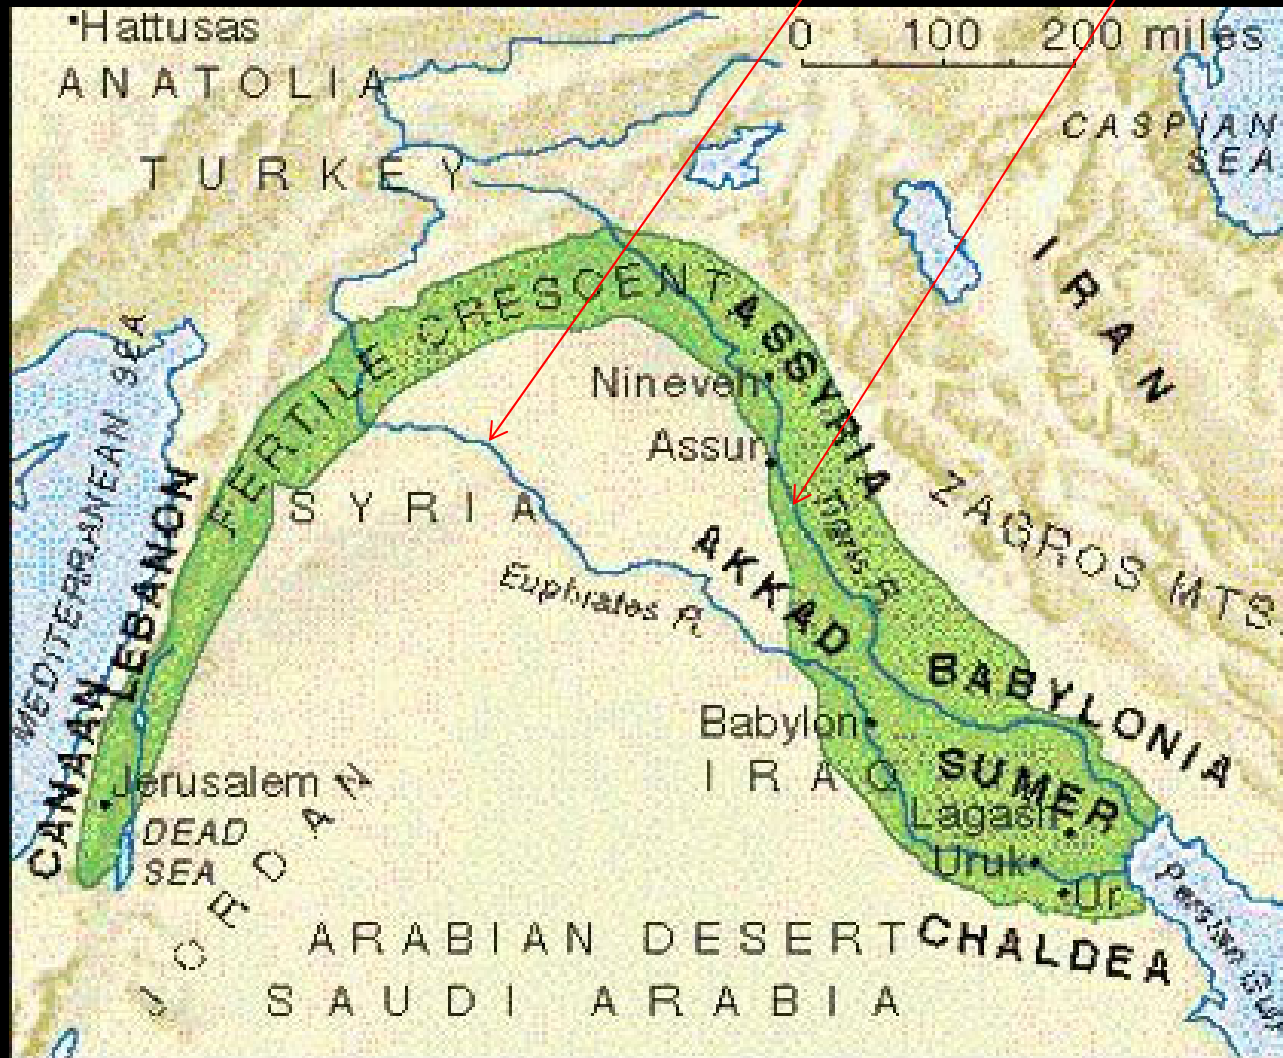 Hattusas
0 100 200 miles
ANATOLIA
CASPIAN
SEA
TURKEY
IRAN
FERTILE CRESCENT
ASSYRIA
MEDITERRANEAN SEA
Nineveh
Assur
LEBANON
SYRIA
ZAGROS MTS
Tigris R.
AKKAD
Euphrates R.
CANAAN
BABYLONIA
Babylon
IRAQ
SUMER
Jerusalem
Lagash
DEAD
SEA
JORDAN
Uruk
Ur
Persian Gulf
ARABIAN DESERT
CHALDEA
SAUDI ARABIA